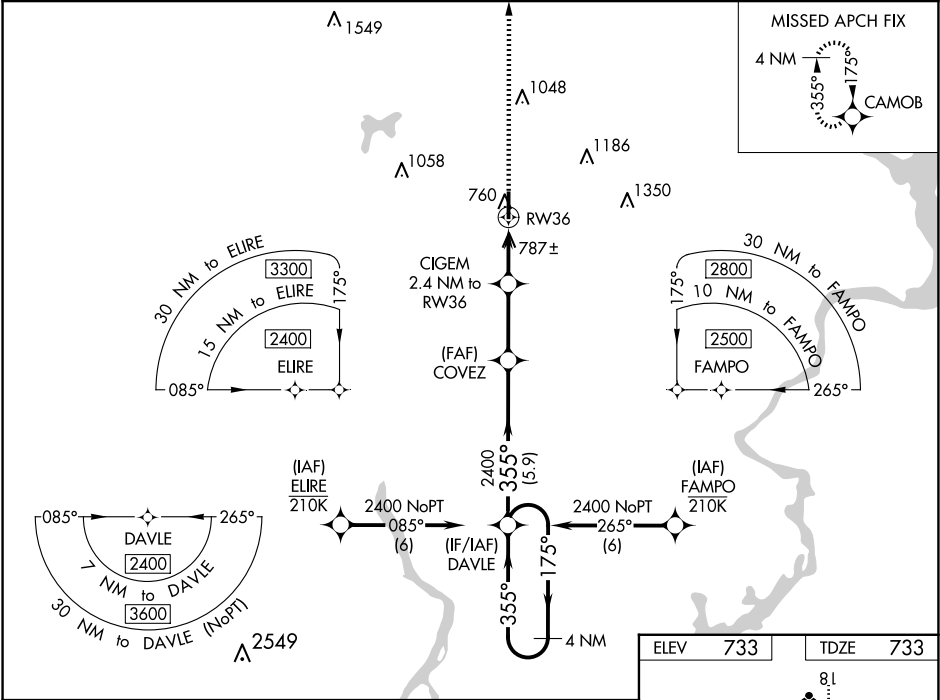 1549
MISSED APCH FIX
4 NM
355°
175°
CAMOB
1048
1058
1186
1350
760
RW36
787±
CIGEM
2.4 NM to
RW36
(FAF)
COVEZ
30 NM to ELIRE
3300
175°
15 NM to ELIRE
2400
ELIRE
085°
30 NM to FAMPO
2800
175°
10 NM to FAMPO
2500
FAMPO
265°
2400
355°
(5.9)
(IAF)
ELIRE
210K
2400 NoPT
085°
(6)
(IF/IAF)
DAVLE
2400 NoPT
265°
(6)
(IAF)
FAMPO
210K
175°
355°
4 NM
085°
265°
DAVLE
2400
7 NM to DAVLE
3600
30 NM to DAVLE (NoPT)
2549
ELEV 733
TDZE 733
18